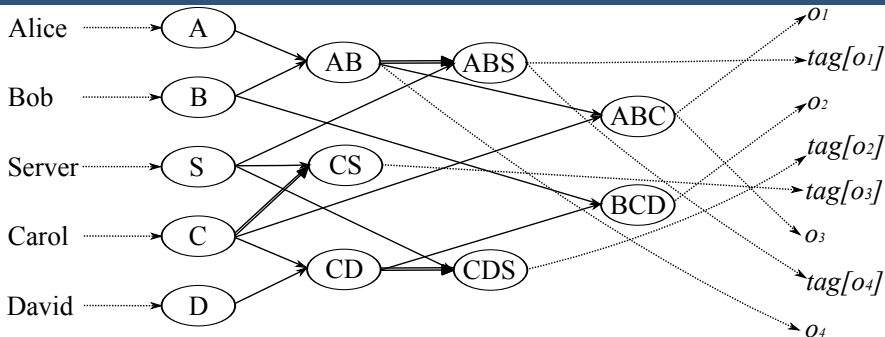 Alice
Bob
Server
Carol
David
A
B
S
C
D
AB
CS
CD
ABS
CDS
ABC
BCD
o1
tag[o1]
o2
tag[o2]
tag[o3]
o3
tag[o4]
o4